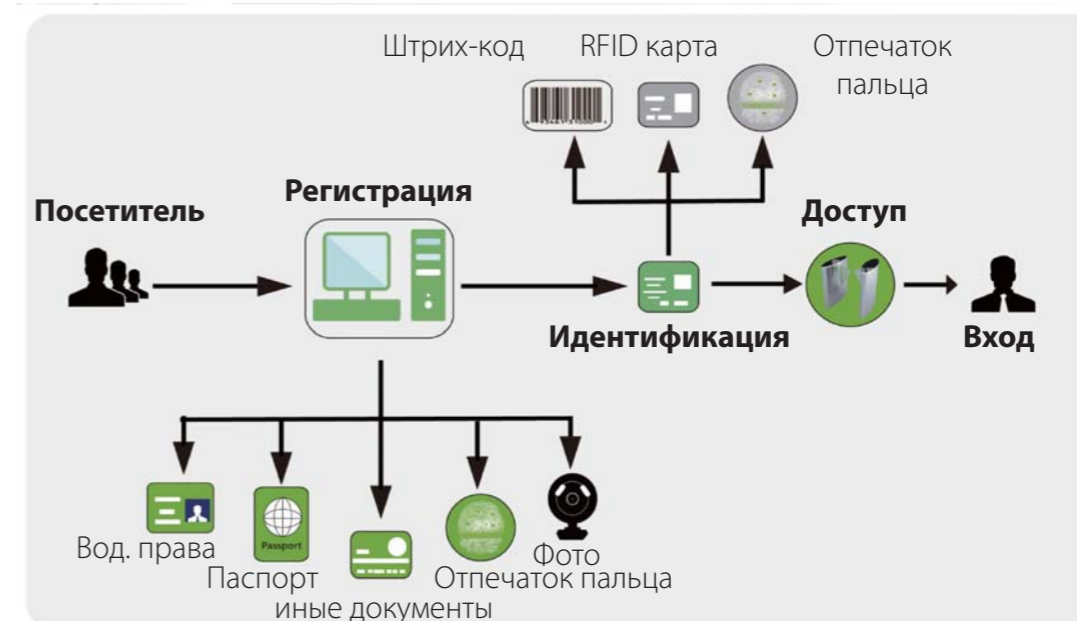 Штрих-код
RFID карта
Отпечаток
пальца
Посетитель
Регистрация
Доступ
Идентификация
Вход
Passport
Вод. права
Паспорт
иные документы
Отпечаток пальца
Фото